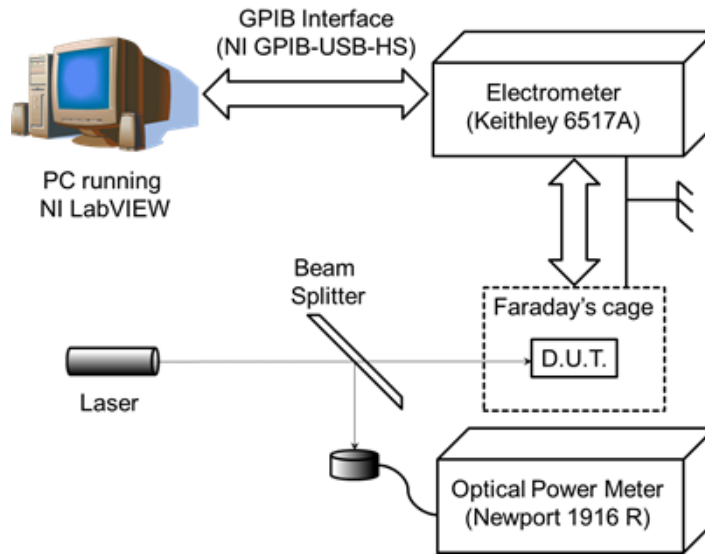 GPIB Interface
(NI GPIB-USB-HS)
Electrometer
(Keithley 6517A)
PC running
NI LabVIEW
Beam
Splitter
Faraday's cage
D.U.T.
Laser
Optical Power Meter
(Newport 1916 R)